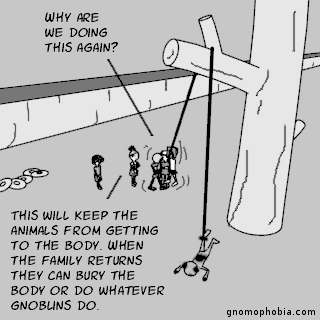 WHY ARE
WE DOING
THIS AGAIN?
THIS WILL KEEP THE
ANIMALS FROM GETTING
TO THE BODY. WHEN
THE FAMILY RETURNS
THEY CAN BURY THE
BODY OR DO WHATEVER
GNOBLINS DO.
gnomophobia.com